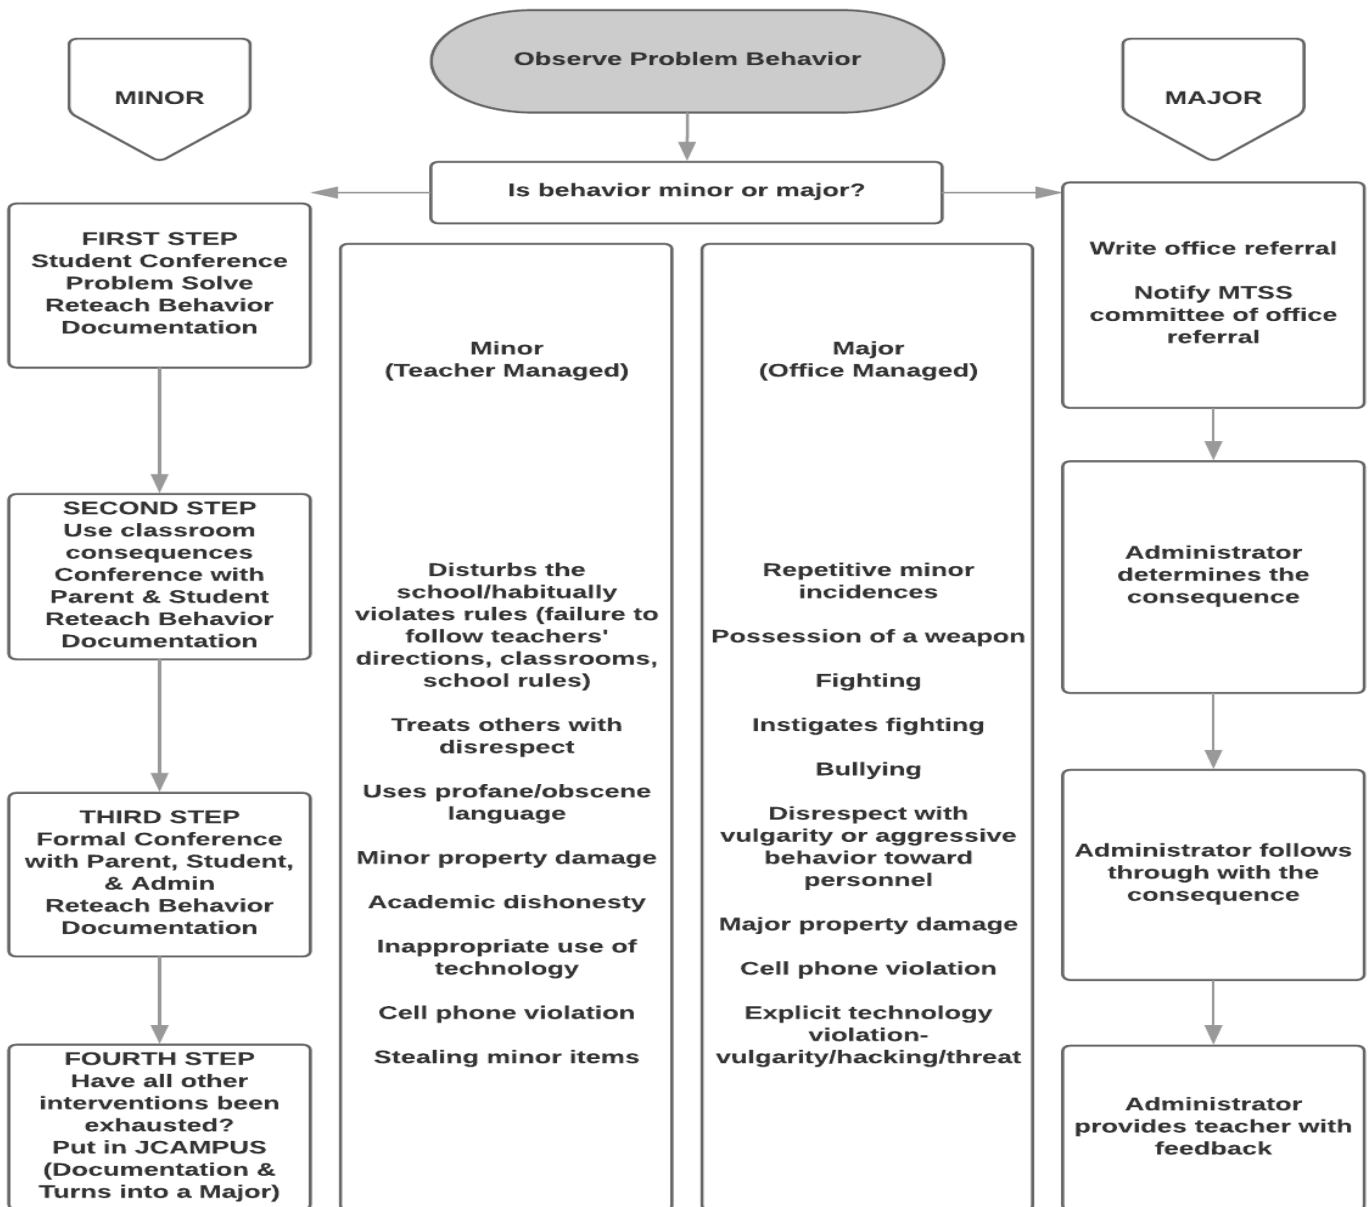 Observe Problem Behavior
MINOR
MAJOR
Is behavior minor or major?
FIRST STEP
Student Conference
Problem Solve
Reteach Behavior
Documentation
SECOND STEP
Use classroom
consequences
Conference with
Parent & Student
Reteach Behavior
Documentation
THIRD STEP
Formal Conference
with Parent, Student,
& Admin
Reteach Behavior
Documentation
FOURTH STEP
Have all other
interventions been
exhausted?
Put in JCAMPUS
(Documentation &
Turns into a Major)
Minor
(Teacher Managed)
Disturbs the
school/habitually
violates rules (failure to
follow teachers'
directions, classrooms,
school rules)
Treats others with
disrespect
Uses profane/obscene
language
Minor property damage
Academic dishonesty
Inappropriate use of
technology
Cell phone violation
Stealing minor items
Major
(Office Managed)
Repetitive minor
incidences
Possession of a weapon
Fighting
Instigates fighting
Bullying
Disrespect with
vulgarity or aggressive
behavior toward
personnel
Major property damage
Cell phone violation
Explicit technology
violation-
vulgarity/hacking/threat
Write office referral
Notify MTSS
committee of office
referral
Administrator
determines the
consequence
Administrator follows
through with the
consequence
Administrator
provides teacher with
feedback